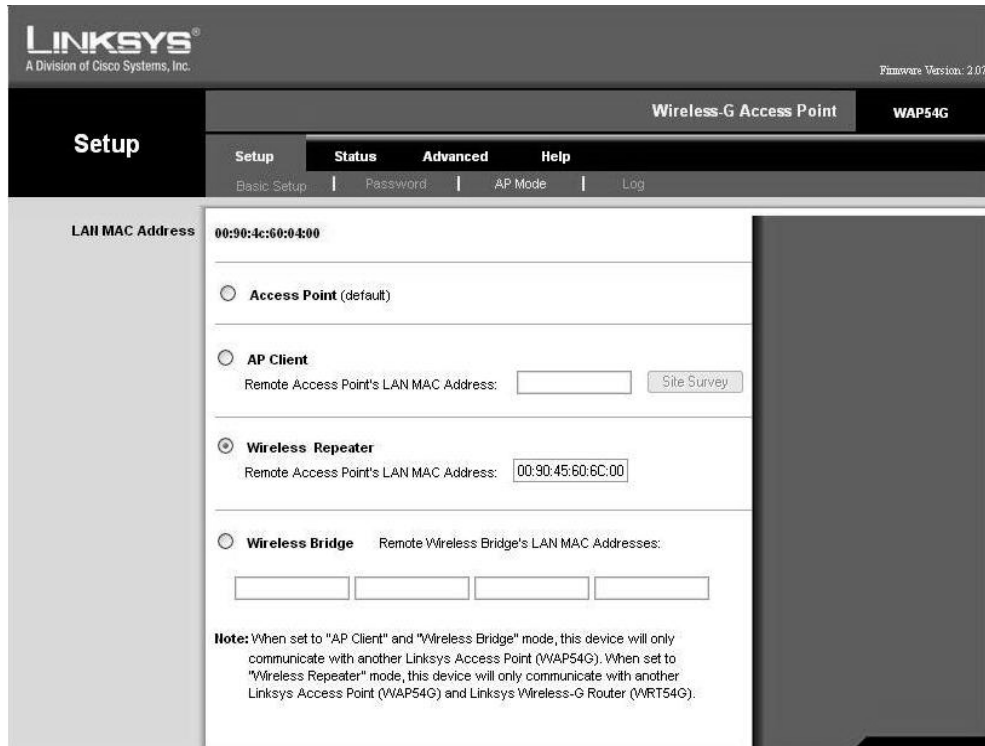 LINKSYS®
A Division of Cisco Systems, Inc.
Firmware Version: 2.07
Wireless-G Access Point WAP54G
Setup
Setup Status Advanced Help
Basic Setup | Password | AP Mode | Log
LAN MAC Address 00:90:4c:60:04:00
Access Point (default)
AP Client
Remote Access Point's LAN MAC Address: Site Survey
Wireless Repeater
Remote Access Point's LAN MAC Address: 00:90:45:60:6C:00
Wireless Bridge Remote Wireless Bridge's LAN MAC Addresses:
Note: When set to "AP Client" and "Wireless Bridge" mode, this device will only
communicate with another Linksys Access Point (WAP54G). When set to
"Wireless Repeater" mode, this device will only communicate with another
Linksys Access Point (WAP54G) and Linksys Wireless-G Router (WRT54G).